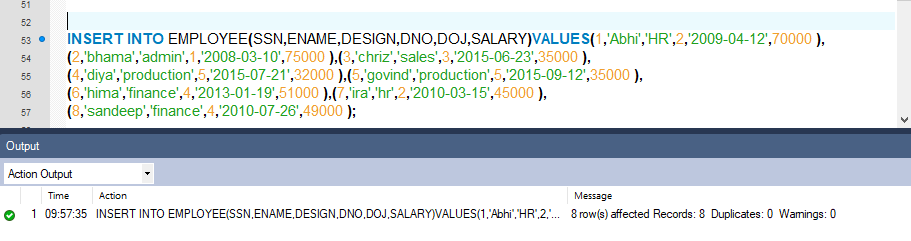 51
52
53 INSERT INTO EMPLOYEE(SSN,ENAME,DESIGN,DNO,DOJ,SALARY)VALUES(1,'Abhi','HR',2,'2009-04-12',70000 ),
54 (2,'bhama','admin',1,'2008-03-10',75000 ),(3,'chriz','sales',3,'2015-06-23',35000 ),
55 (4,'diya','production',5,'2015-07-21',32000 ),(5,'govind','production',5,'2015-09-12',35000 ),
56 (6,'hima','finance',4,'2013-01-19',51000 ),(7,'ira','hr',2,'2010-03-15',45000 ),
57 (8,'sandeep','finance',4,'2010-07-26',49000 );
Output
Action Output
Time Action Message
1 09:57:35 INSERT INTO EMPLOYEE(SSN,ENAME,DESIGN,DNO,DOJ,SALARY)VALUES(1,'Abhi','HR',2,'... 8 row(s) affected Records: 8 Duplicates: 0 Warnings: 0